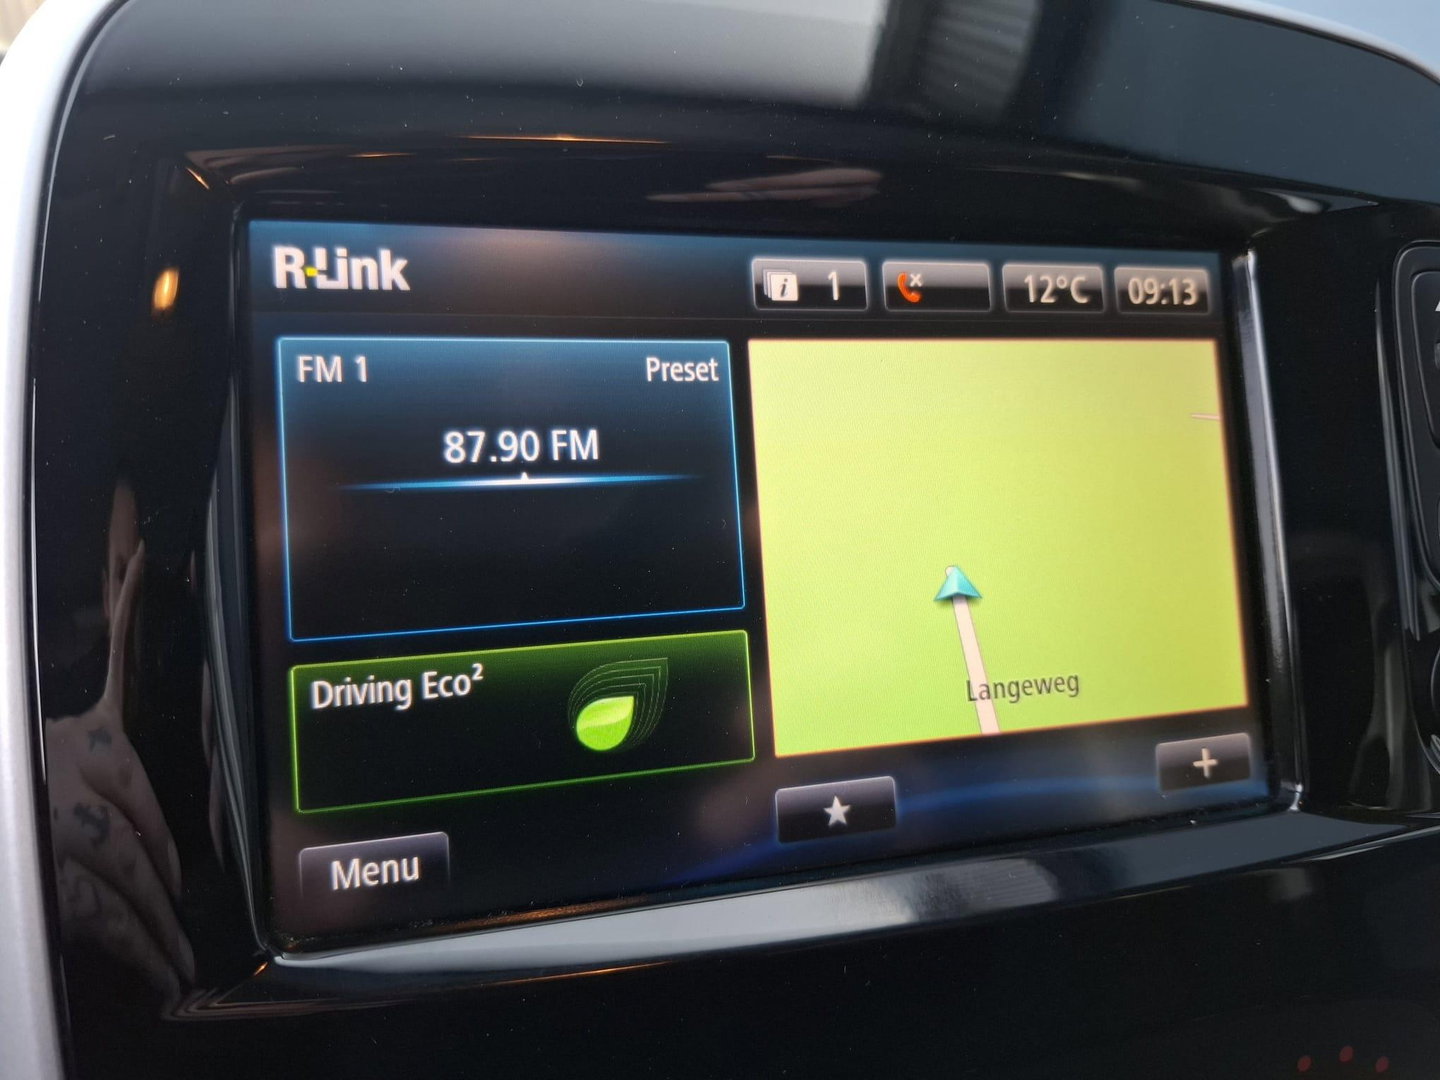 R-Link
1
12°C
09:13
FM 1
Preset
87.90 FM
Driving Eco²
Langeweg
Menu
+